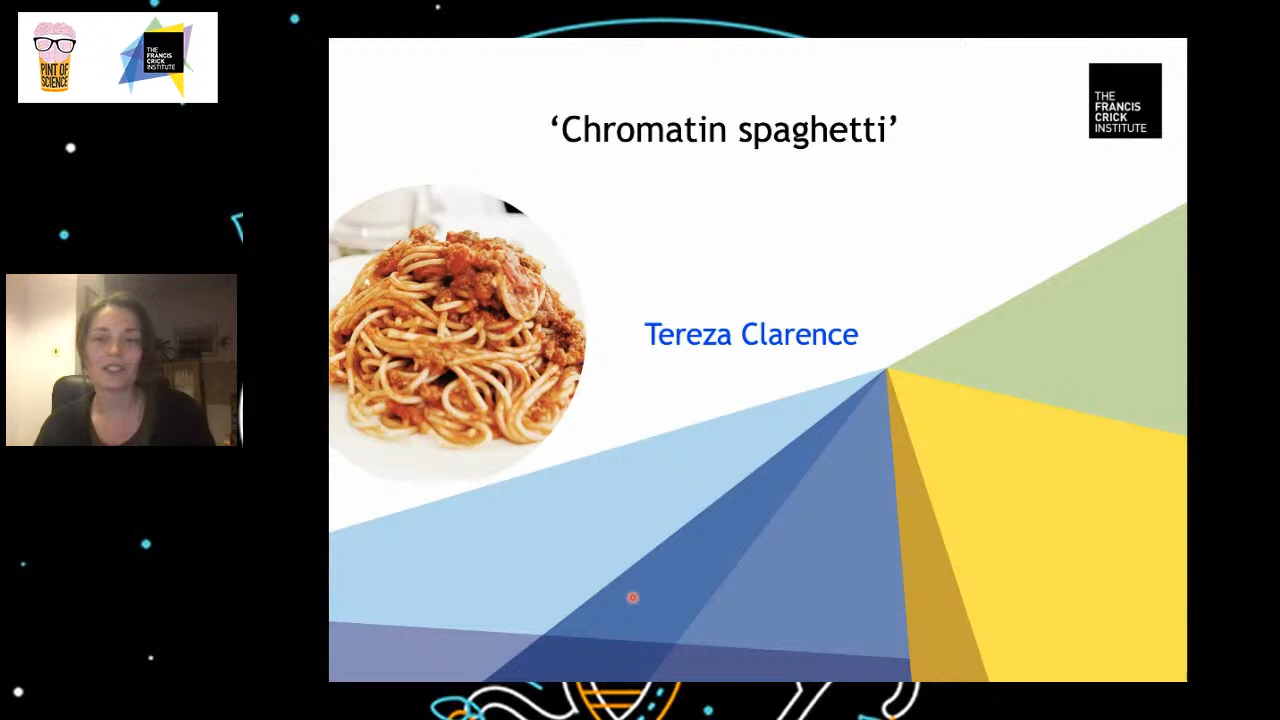 PINT OF
SCIENCE
THE
FRANCIS
CRICK
INSTITUTE
‘Chromatin spaghetti’
THE
FRANCIS
CRICK
INSTITUTE
Tereza Clarence